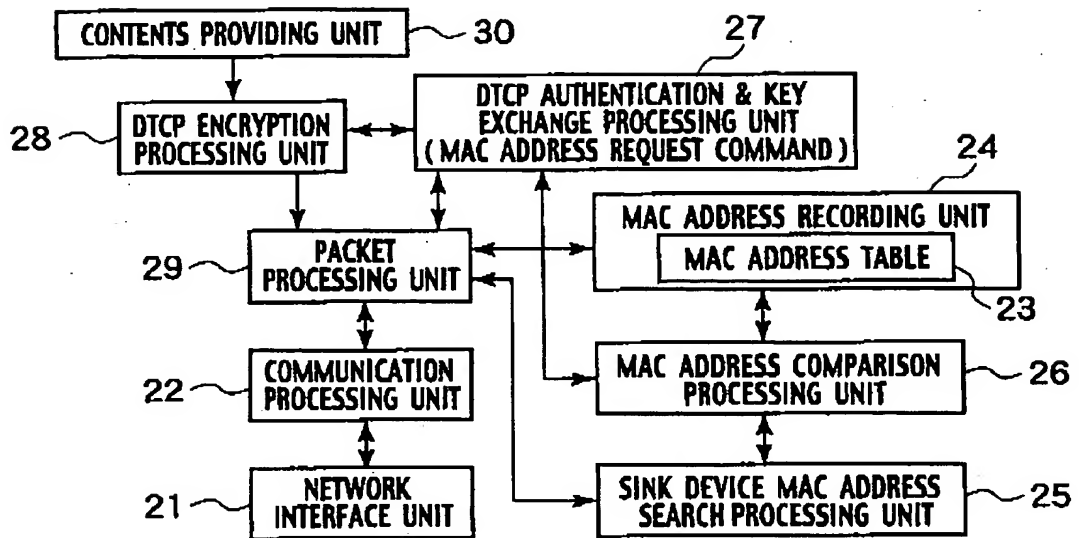 CONTENTS PROVIDING UNIT
30
27
28
DTCP ENCRYPTION
PROCESSING UNIT
DTCP AUTHENTICATION & KEY
EXCHANGE PROCESSING UNIT
(MAC ADDRESS REQUEST COMMAND)
24
29
PACKET
PROCESSING UNIT
MAC ADDRESS RECORDING UNIT
MAC ADDRESS TABLE
23
22
COMMUNICATION
PROCESSING UNIT
MAC ADDRESS COMPARISON
PROCESSING UNIT
26
21
NETWORK
INTERFACE UNIT
SINK DEVICE MAC ADDRESS
SEARCH PROCESSING UNIT
25